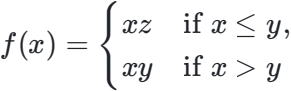 f(x) = { xz if x ≤ y,
xy if x > y